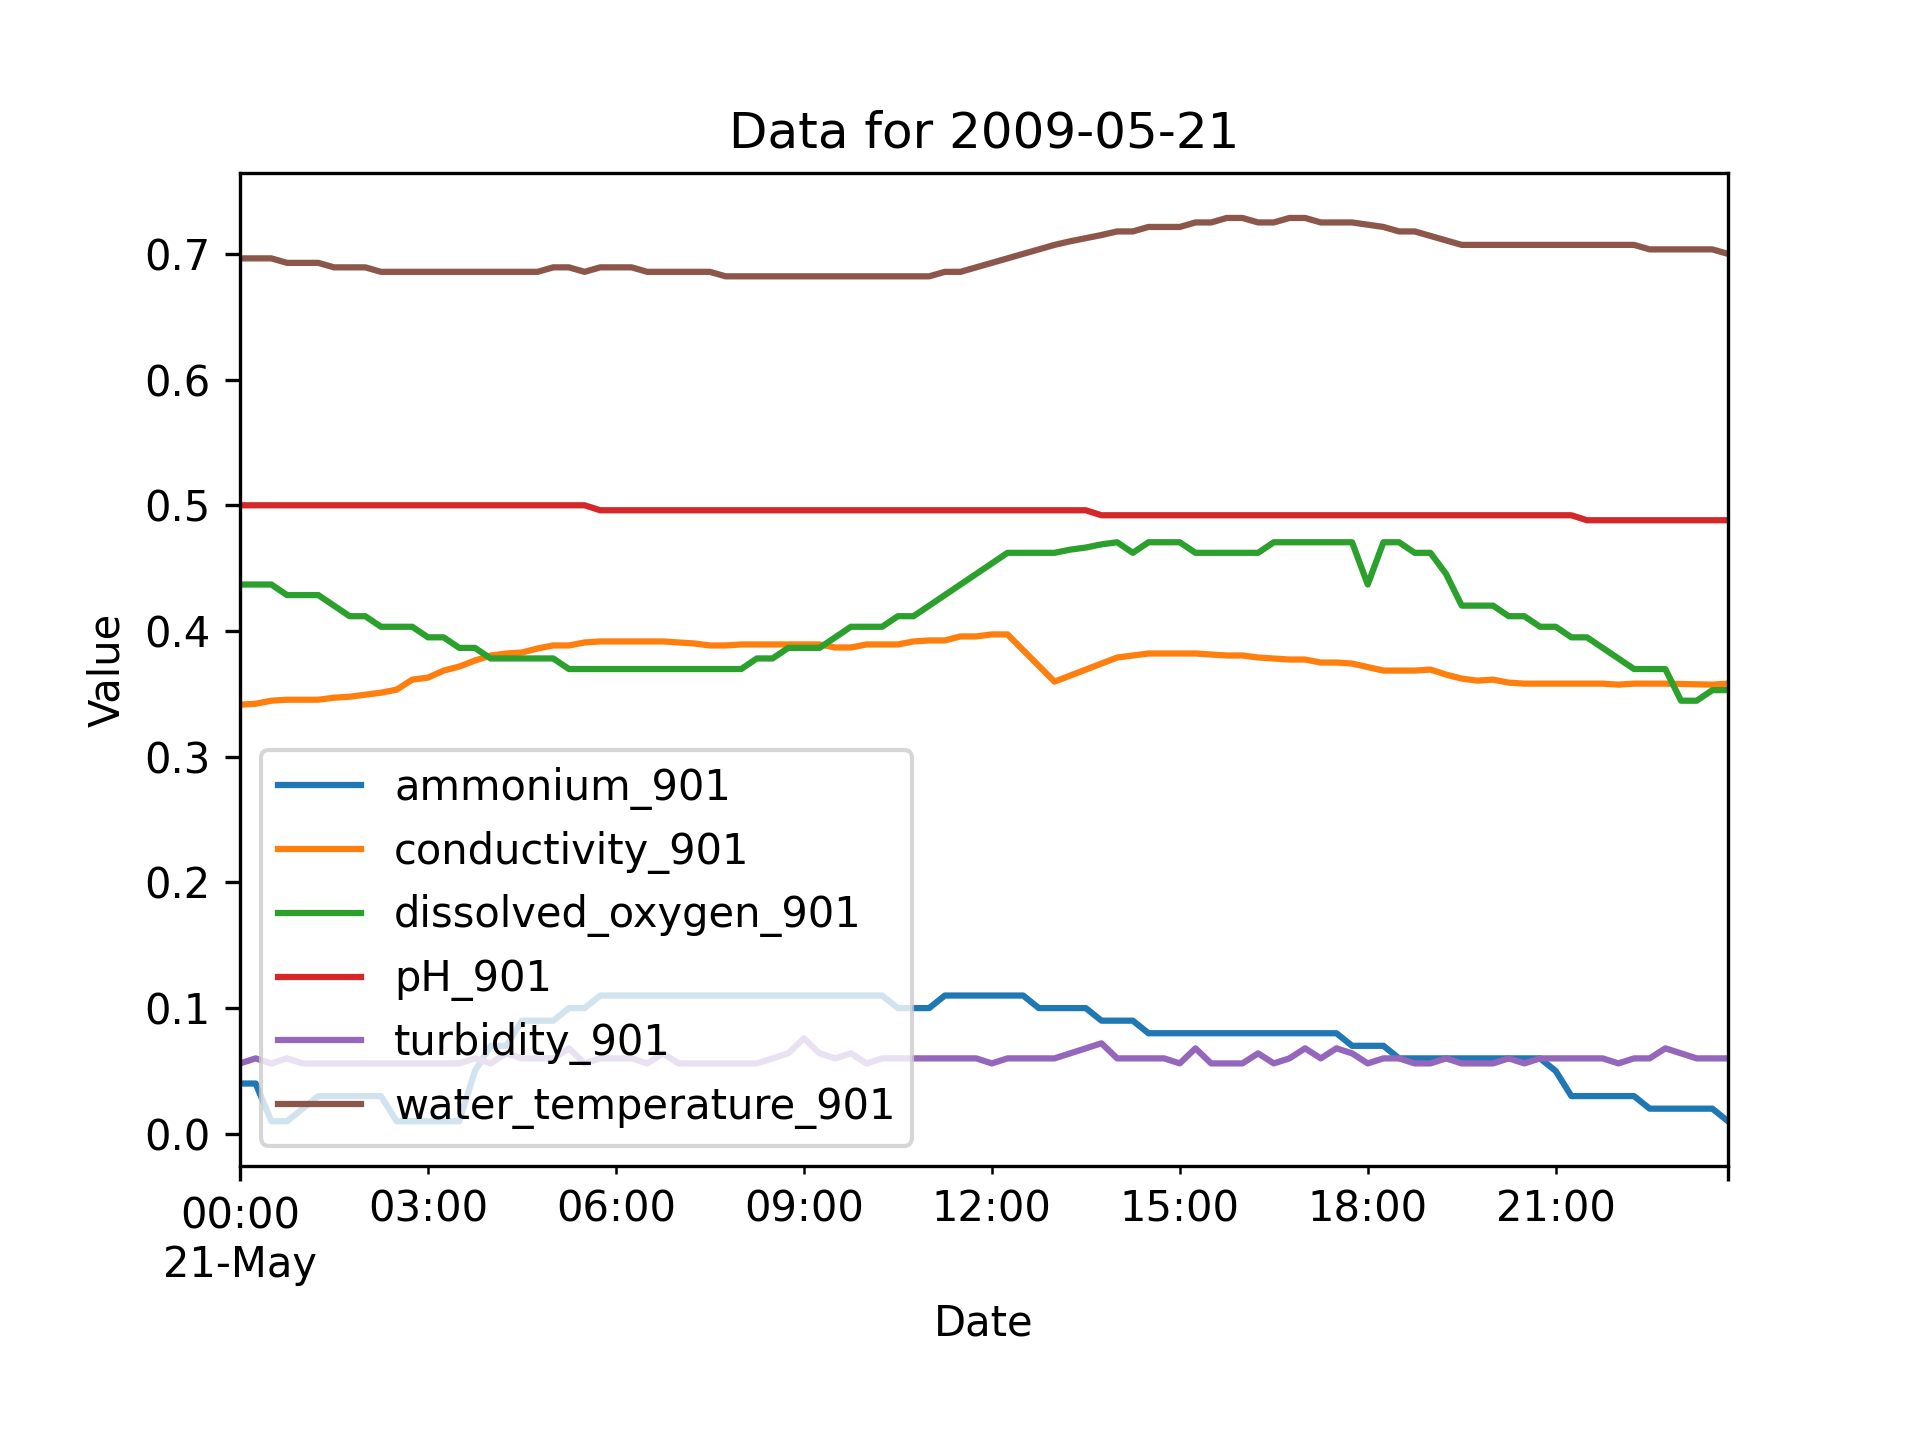 Data for 2009-05-21
Value
0.7
0.6
0.5
0.4
0.3
0.2
0.1
0.0
ammonium_901
conductivity_901
dissolved_oxygen_901
pH_901
turbidity_901
water_temperature_901
00:00 03:00 06:00 09:00 12:00 15:00 18:00 21:00
21-May
Date